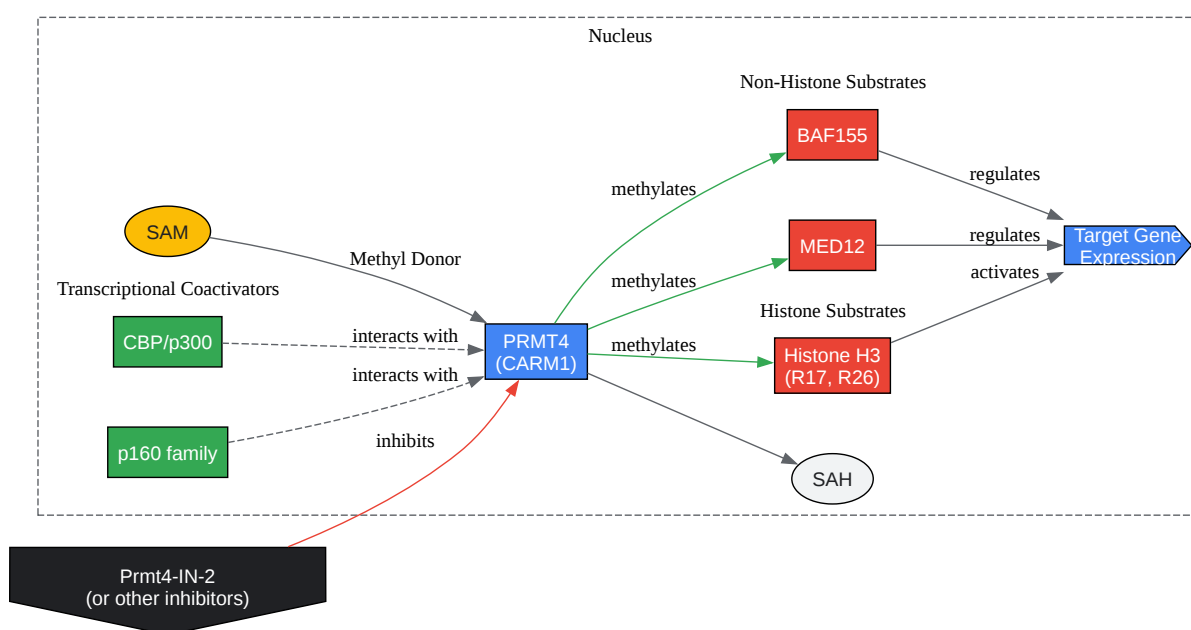 Nucleus
Non-Histone Substrates
BAF155
methylates
regulates
SAM
Methyl Donor
MED12
regulates
Target Gene
Expression
methylates
activates
Transcriptional Coactivators
Histone Substrates
CBP/p300
interacts with
PRMT4
(CARM1)
methylates
Histone H3
(R17, R26)
interacts with
p160 family
inhibits
SAH
Prmt4-IN-2
(or other inhibitors)